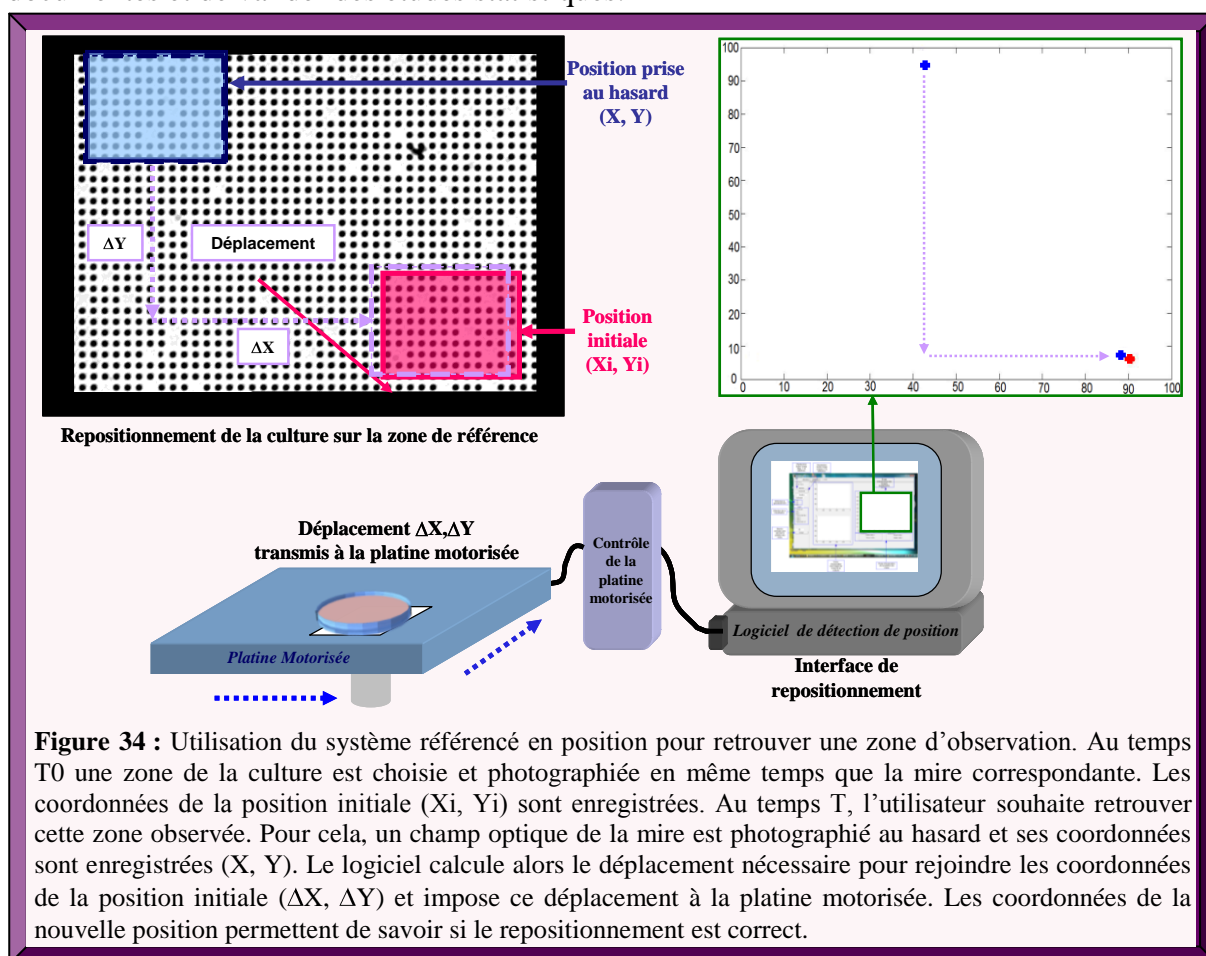 documentés et de valider des études statistiques.
Position prise
au hasard
(X, Y)
ΔY
Déplacement
ΔX
Position
initiale
(Xi, Yi)
Repositionnement de la culture sur la zone de référence
100
90
80
70
60
50
40
30
20
10
0
0 10 20 30 40 50 60 70 80 90 100
Déplacement ΔX,ΔY
transmis à la platine motorisée
Contrôle
de la
platine
motorisée
Platine Motorisée
Logiciel de détection de position
Interface de
repositionnement
Figure 34 : Utilisation du système référencé en position pour retrouver une zone d’observation. Au temps
T0 une zone de la culture est choisie et photographiée en même temps que la mire correspondante. Les
coordonnées de la position initiale (Xi, Yi) sont enregistrées. Au temps T, l’utilisateur souhaite retrouver
cette zone observée. Pour cela, un champ optique de la mire est photographié au hasard et ses coordonnées
sont enregistrées (X, Y). Le logiciel calcule alors le déplacement nécessaire pour rejoindre les coordonnées
de la position initiale (ΔX, ΔY) et impose ce déplacement à la platine motorisée. Les coordonnées de la
nouvelle position permettent de savoir si le repositionnement est correct.